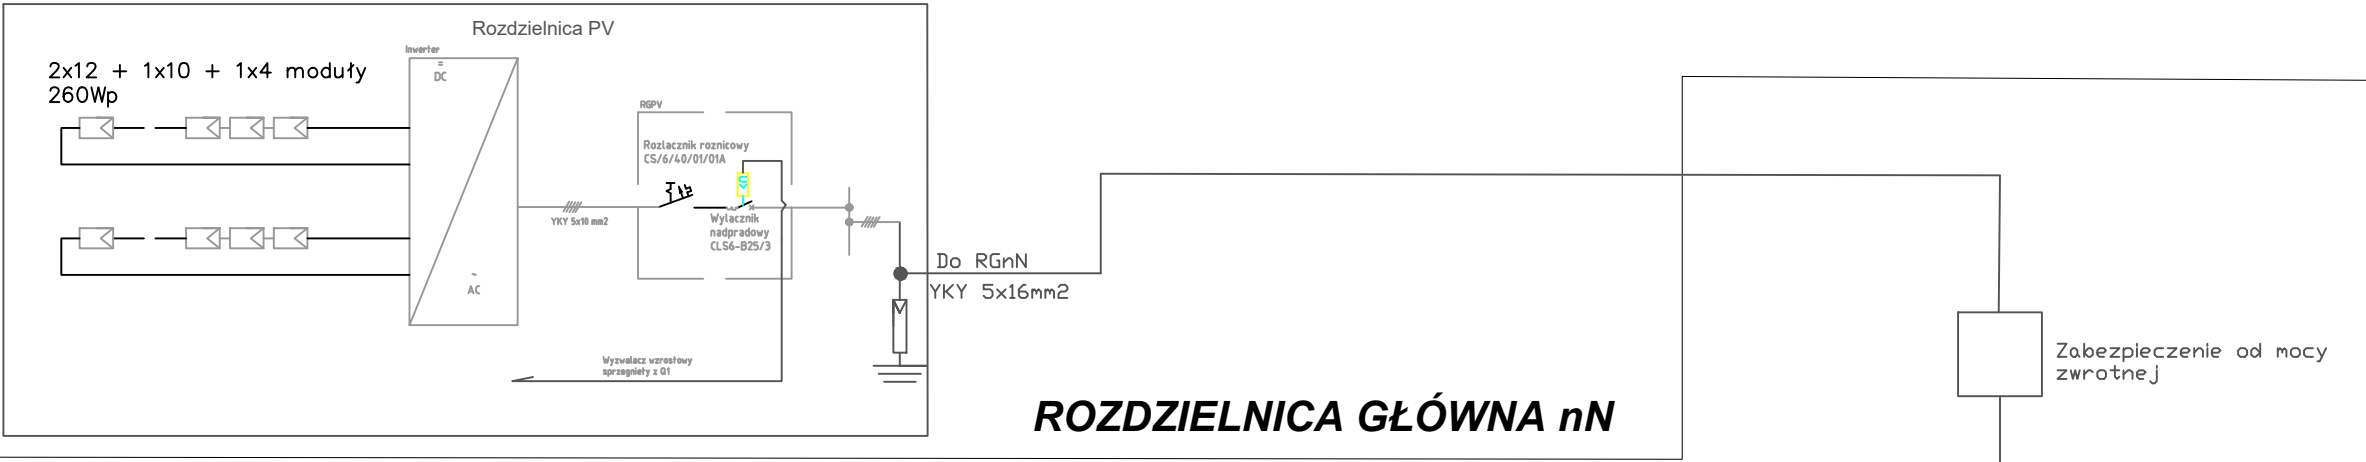 Rozdzielnica PV
Inwerter
=
DC
2x12 + 1x10 + 1x4 moduły
260Wp
RGPV
Rozlacznik roznicowy
CS/6/40/01/01A
YKY 5x10 mm2
Wylacznik
nadpradowy
CLS6-B25/3
~
AC
Do RGnN
YKY 5x16mm2
Wyzwalacz wzrostowy
sprzegniety z Q1
Zabezpieczenie od mocy
zwrotnej
ROZDZIELNICA GŁÓWNA nN